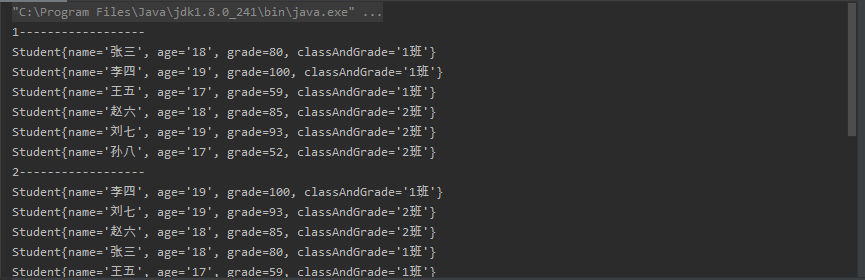 "C:\Program Files\Java\jdk1.8.0_241\bin\java.exe" ...
1------------------
Student{name='张三', age='18', grade=80, classAndGrade='1班'}
Student{name='李四', age='19', grade=100, classAndGrade='1班'}
Student{name='王五', age='17', grade=59, classAndGrade='1班'}
Student{name='赵六', age='18', grade=85, classAndGrade='2班'}
Student{name='刘七', age='19', grade=93, classAndGrade='2班'}
Student{name='孙八', age='17', grade=52, classAndGrade='2班'}
2------------------
Student{name='李四', age='19', grade=100, classAndGrade='1班'}
Student{name='刘七', age='19', grade=93, classAndGrade='2班'}
Student{name='赵六', age='18', grade=85, classAndGrade='2班'}
Student{name='张三', age='18', grade=80, classAndGrade='1班'}
Student{name='王五', age='17', grade=59, classAndGrade='1班'}